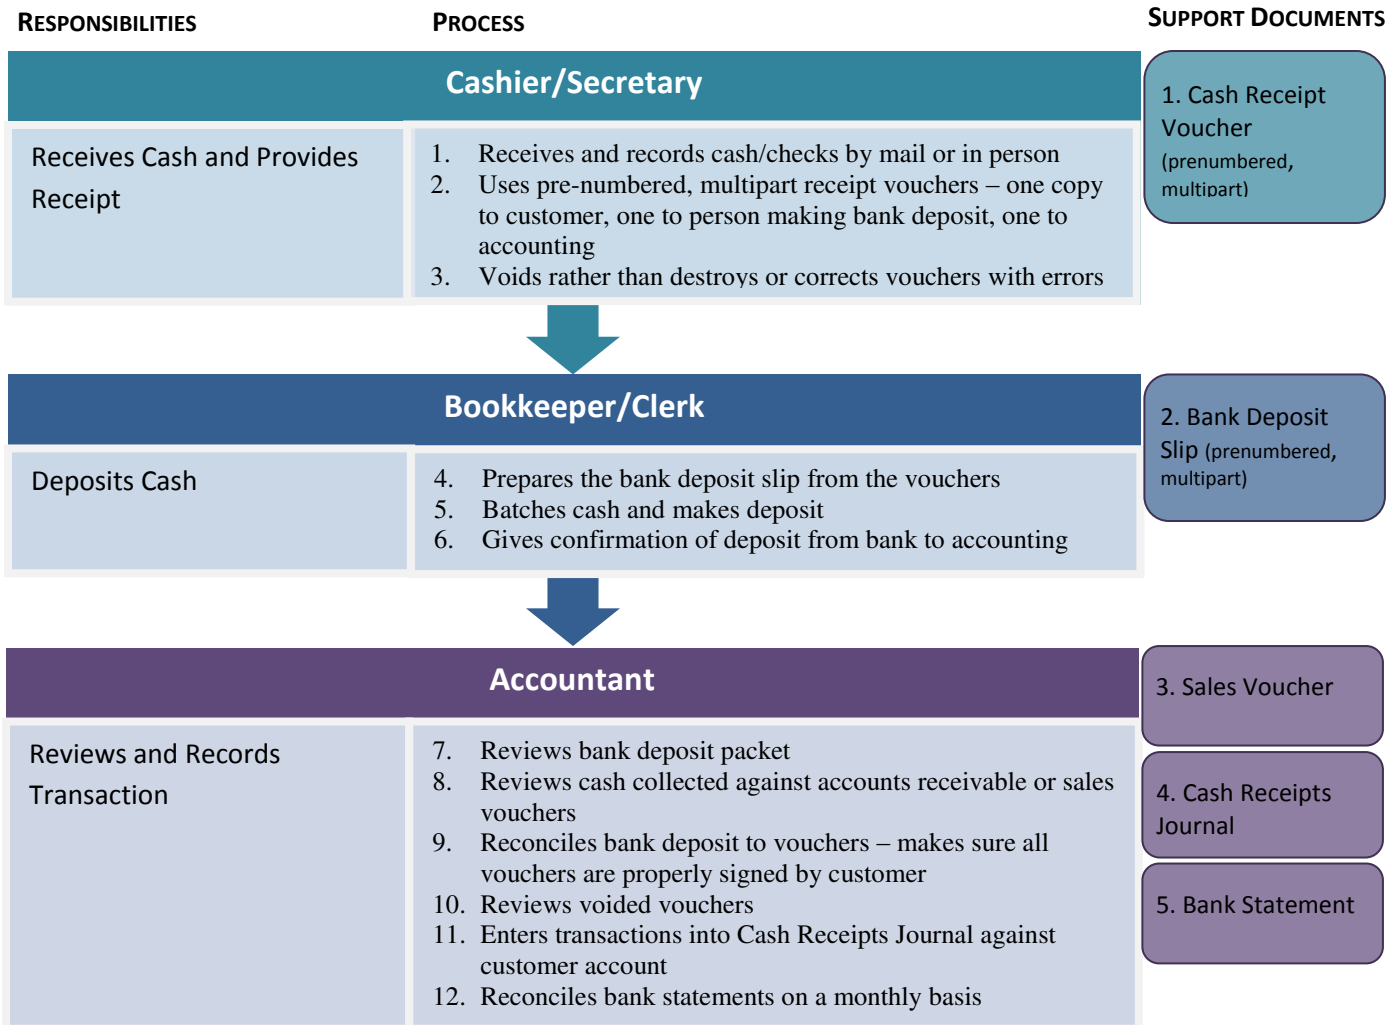 RESPONSIBILITIES
PROCESS
SUPPORT DOCUMENTS
Cashier/Secretary
Receives Cash and Provides
Receipt
1. Receives and records cash/checks by mail or in person
2. Uses pre-numbered, multipart receipt vouchers – one copy
to customer, one to person making bank deposit, one to
accounting
3. Voids rather than destroys or corrects vouchers with errors
1. Cash Receipt
Voucher
(prenumbered,
multipart)
Bookkeeper/Clerk
Deposits Cash
4. Prepares the bank deposit slip from the vouchers
5. Batches cash and makes deposit
6. Gives confirmation of deposit from bank to accounting
2. Bank Deposit
Slip (prenumbered,
multipart)
Accountant
Reviews and Records
Transaction
7. Reviews bank deposit packet
8. Reviews cash collected against accounts receivable or sales
vouchers
9. Reconciles bank deposit to vouchers – makes sure all
vouchers are properly signed by customer
10. Reviews voided vouchers
11. Enters transactions into Cash Receipts Journal against
customer account
12. Reconciles bank statements on a monthly basis
3. Sales Voucher
4. Cash Receipts
Journal
5. Bank Statement